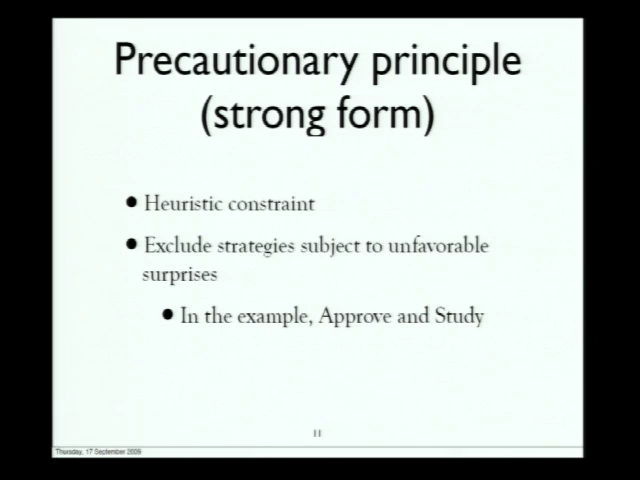 Precautionary principle
(strong form)
• Heuristic constraint
• Exclude strategies subject to unfavorable
surprises
• In the example, Approve and Study
11
Thursday, 17 September 2009